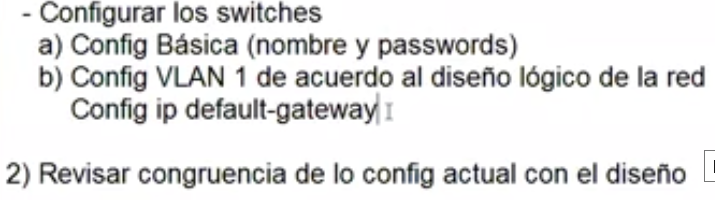 - Configurar los switches
a) Config Básica (nombre y passwords)
b) Config VLAN 1 de acuerdo al diseño lógico de la red
Config ip default-gateway
2) Revisar congruencia de lo config actual con el diseño